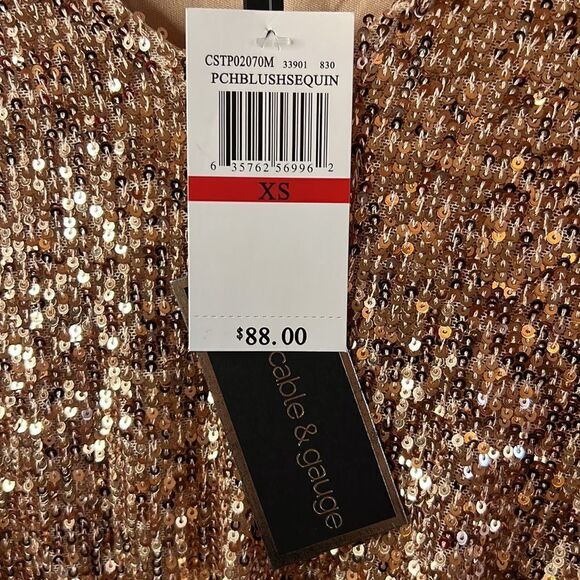 CSTP02070M 33901 830
PCHBLUSHSEQUIN
6 35762 56996 2
XS
$88.00
cable & gauge